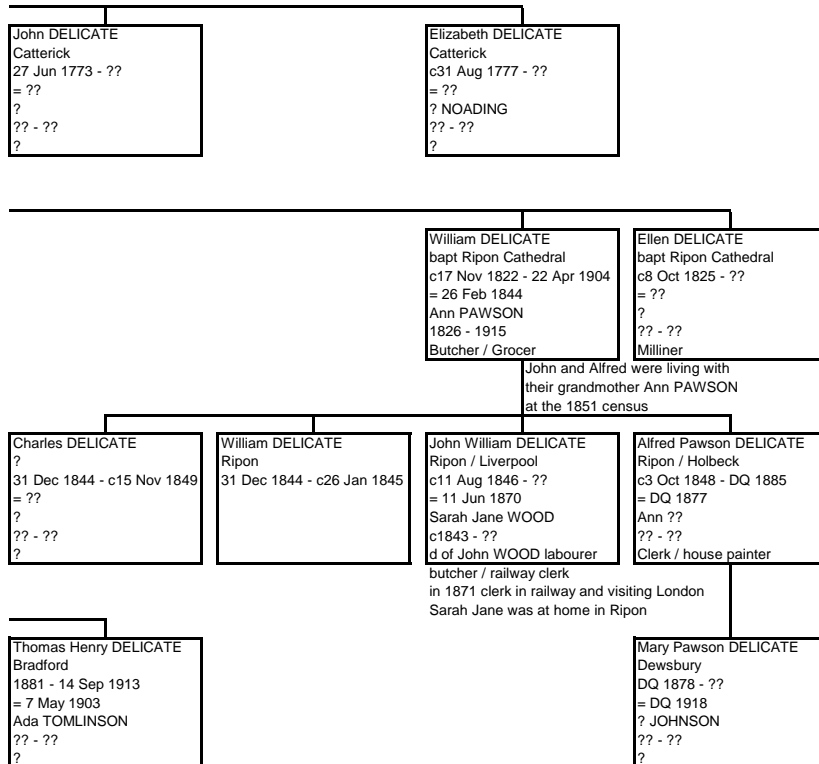 John DELICATE
Catterick
27 Jun 1773 - ??
= ??
?
?? - ??
?
Elizabeth DELICATE
Catterick
c31 Aug 1777 - ??
= ??
? NOADING
?? - ??
?
William DELICATE
bapt Ripon Cathedral
c17 Nov 1822 - 22 Apr 1904
= 26 Feb 1844
Ann PAWSON
1826 - 1915
Butcher / Grocer
Ellen DELICATE
bapt Ripon Cathedral
c8 Oct 1825 - ??
= ??
?
?? - ??
Milliner
John and Alfred were living with
their grandmother Ann PAWSON
at the 1851 census
Charles DELICATE
?
31 Dec 1844 - c15 Nov 1849
= ??
?
?? - ??
?
William DELICATE
Ripon
31 Dec 1844 - c26 Jan 1845
John William DELICATE
Ripon / Liverpool
c11 Aug 1846 - ??
= 11 Jun 1870
Sarah Jane WOOD
c1843 - ??
d of John WOOD labourer
butcher / railway clerk
in 1871 clerk in railway and visiting London
Sarah Jane was at home in Ripon
Alfred Pawson DELICATE
Ripon / Holbeck
c3 Oct 1848 - DQ 1885
= DQ 1877
Ann ??
?? - ??
Clerk / house painter
Thomas Henry DELICATE
Bradford
1881 - 14 Sep 1913
= 7 May 1903
Ada TOMLINSON
?? - ??
?
Mary Pawson DELICATE
Dewsbury
DQ 1878 - ??
= DQ 1918
? JOHNSON
?? - ??
?